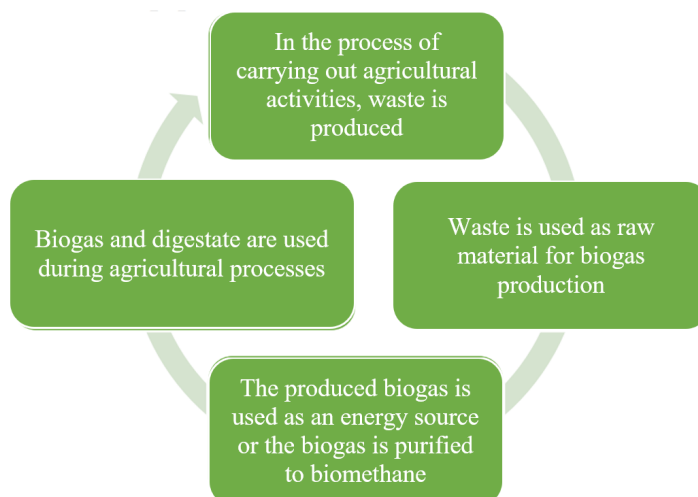 In the process of
carrying out agricultural
activities, waste is
produced
Waste is used as raw
material for biogas
production
The produced biogas is
used as an energy source
or the biogas is purified
to biomethane
Biogas and digestate are used
during agricultural processes